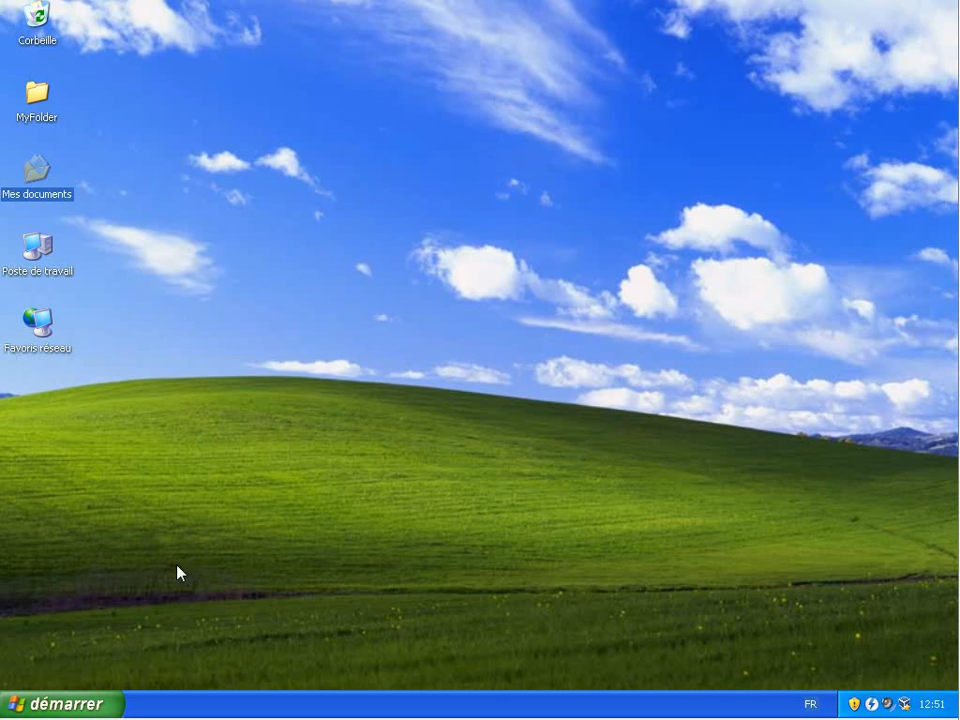 Corbeille
MyFolder
Mes documents
Poste de travail
Favoris réseau
démarrer
FR
12:51